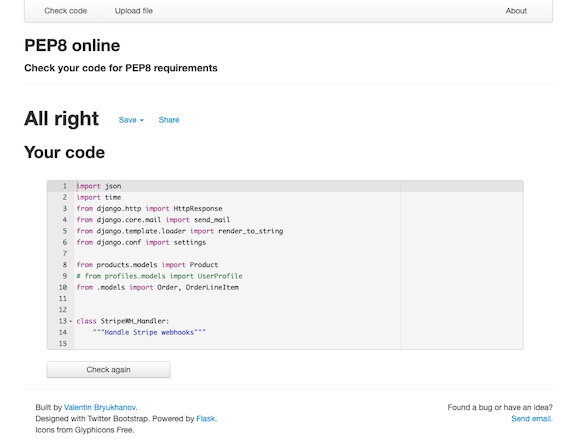 Check code Upload file About
PEP8 online
Check your code for PEP8 requirements
All right Save Share
Your code
1 import json
2 import time
3 from django.http import HttpResponse
4 from django.core.mail import send_mail
5 from django.template.loader import render_to_string
6 from django.conf import settings
7
8 from products.models import Product
9 # from profiles.models import UserProfile
10 from .models import Order, OrderLineItem
11
12
13 class StripeWH_Handler:
14 """Handle Stripe webhooks"""
15
Check again
Built by Valentin Bryukhanov. Found a bug or have an idea?
Designed with Twitter Bootstrap. Powered by Flask. Send email.
Icons from Glyphicons Free.